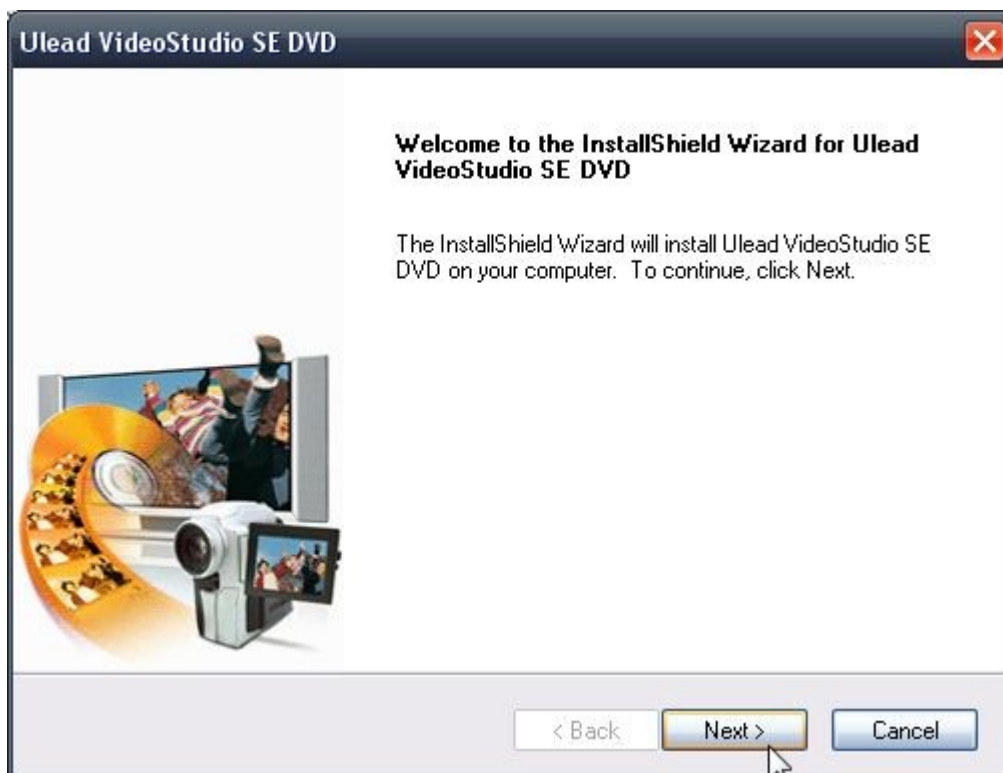 Ulead VideoStudio SE DVD
Welcome to the InstallShield Wizard for Ulead
VideoStudio SE DVD
The InstallShield Wizard will install Ulead VideoStudio SE
DVD on your computer.  To continue, click Next.
< Back
Next >
Cancel